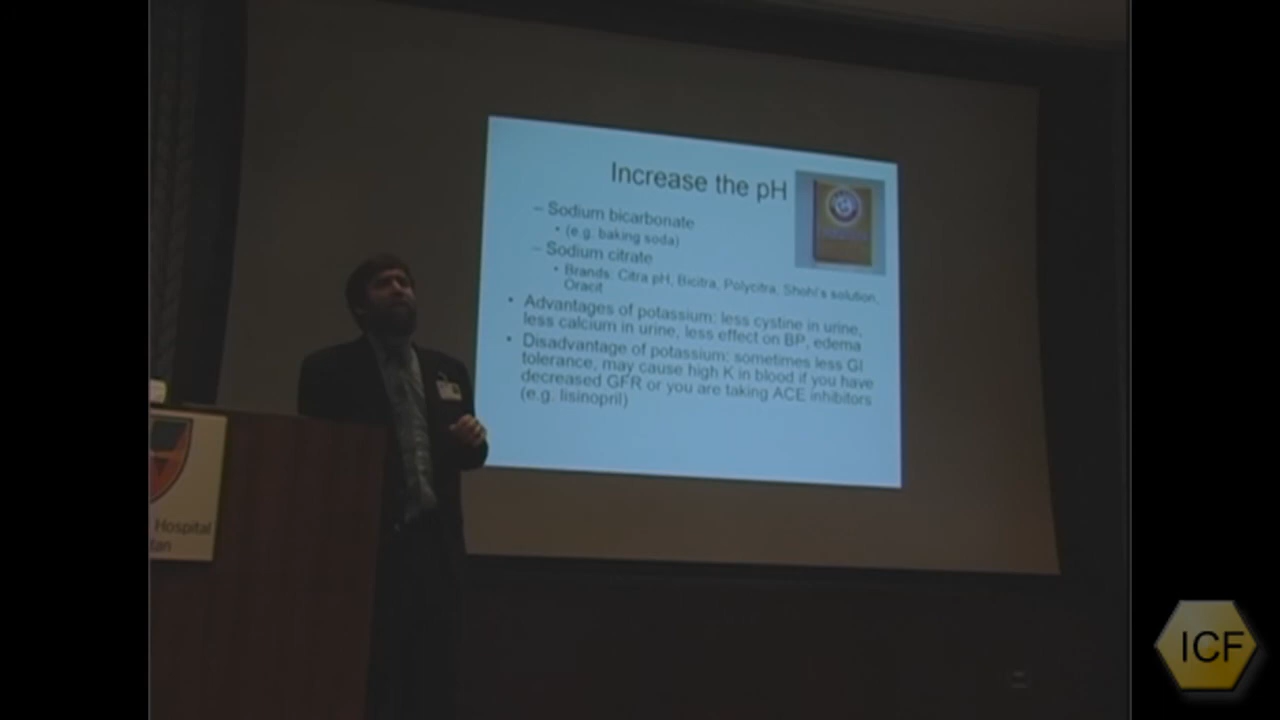 Increase the pH
– Sodium bicarbonate
• (e.g. baking soda)
– Sodium citrate
• Brands: Citra pH, Bicitra, Polycitra, Shohl's solution,
Oracit
• Advantages of potassium: less cystine in urine,
less calcium in urine, less effect on BP, edema
• Disadvantage of potassium: sometimes less GI
tolerance, may cause high K in blood if you have
decreased GFR or you are taking ACE inhibitors
(e.g. lisinopril)
Hospital
ICF